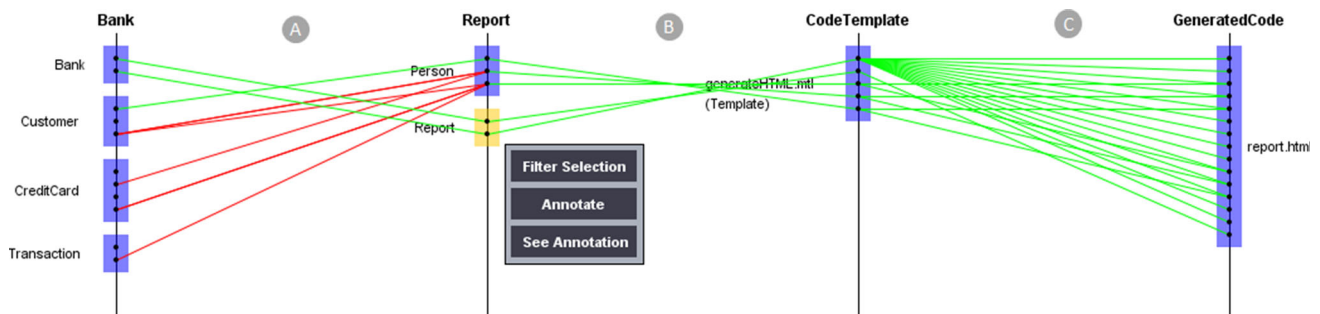 Bank
Report
CodeTemplate
GeneratedCode
A
B
C
Bank
Customer
CreditCard
Transaction
Person
Report
generateHTML.mtl
(Template)
report.html
Filter Selection
Annotate
See Annotation